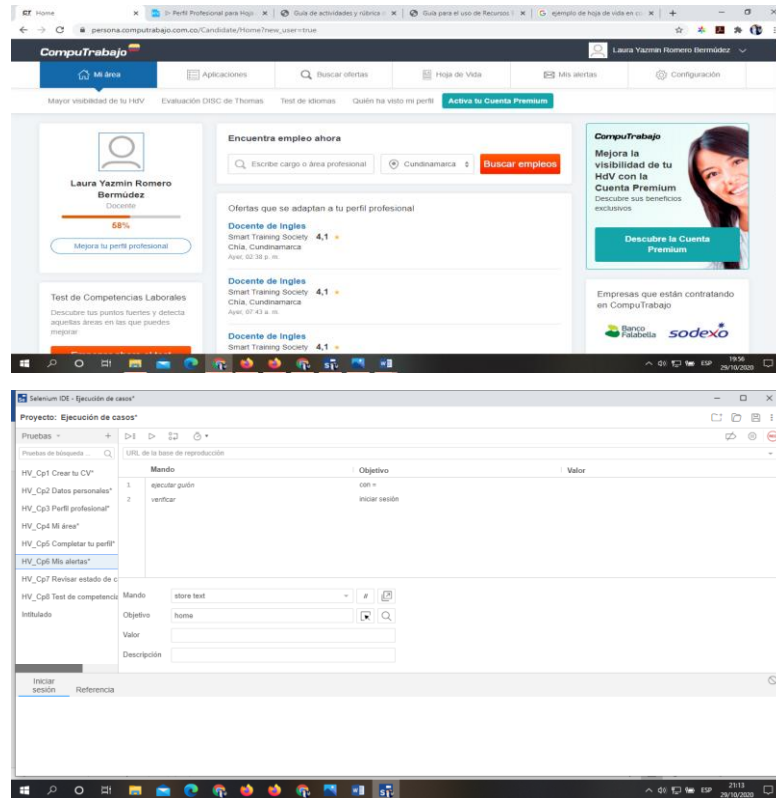 Home
Perfil Profesional para Hoja
Guía de actividades y rúbrica
Guía para el uso de Recursos
ejemplo de hoja de vida en co
persona.computrabajo.com.co/Candidate/Home?new_user=true
CompuTrabajo
Laura Yazmin Romero Bermúdez
Mi área
Aplicaciones
Buscar ofertas
Hoja de Vida
Mis alertas
Configuración
Mayor visibilidad de tu HdV
Evaluación DISC de Thomas
Test de idiomas
Quién ha visto mi perfil
Activa tu Cuenta Premium
Laura Yazmin Romero
Bermúdez
Docente
58%
Mejora tu perfil profesional
Test de Competencias Laborales
Descubre tus puntos fuertes y detecta
aquellas áreas en las que puedes
mejorar
Encuentra empleo ahora
Escribe cargo o área profesional
Cundinamarca
Buscar empleos
Ofertas que se adaptan a tu perfil profesional
Docente de Ingles
Smart Training Society 4,1
Chía, Cundinamarca
Ayer, 02:38 p. m.
Docente de Ingles
Smart Training Society 4,1
Chía, Cundinamarca
Ayer, 07:43 a. m.
Docente de Ingles
Smart Training Society 4,1
CompuTrabajo
Mejora la
visibilidad de tu
HdV con la
Cuenta Premium
Descubre sus beneficios
exclusivos
Descubre la Cuenta
Premium
Empresas que están contratando
en CompuTrabajo
Banco
Falabella
sodexo
ESP
19:56
29/10/2020
Selenium IDE - Ejecución de casos*
Proyecto: Ejecución de casos*
Pruebas
Pruebas de búsqueda ...
HV_Cp1 Crear tu CV*
HV_Cp2 Datos personales*
HV_Cp3 Perfil profesional*
HV_Cp4 Mi área*
HV_Cp5 Completar tu perfil*
HV_Cp6 Mis alertas*
HV_Cp7 Revisar estado de c
HV_Cp8 Test de competencia
Intitulado
URL de la base de reproducción
Mando Objetivo Valor
1 ejecutar guión con =
2 verificar iniciar sesión
Mando store text
//
Objetivo home
Valor
Descripción
Iniciar
sesión
Referencia
ESP
21:13
29/10/2020